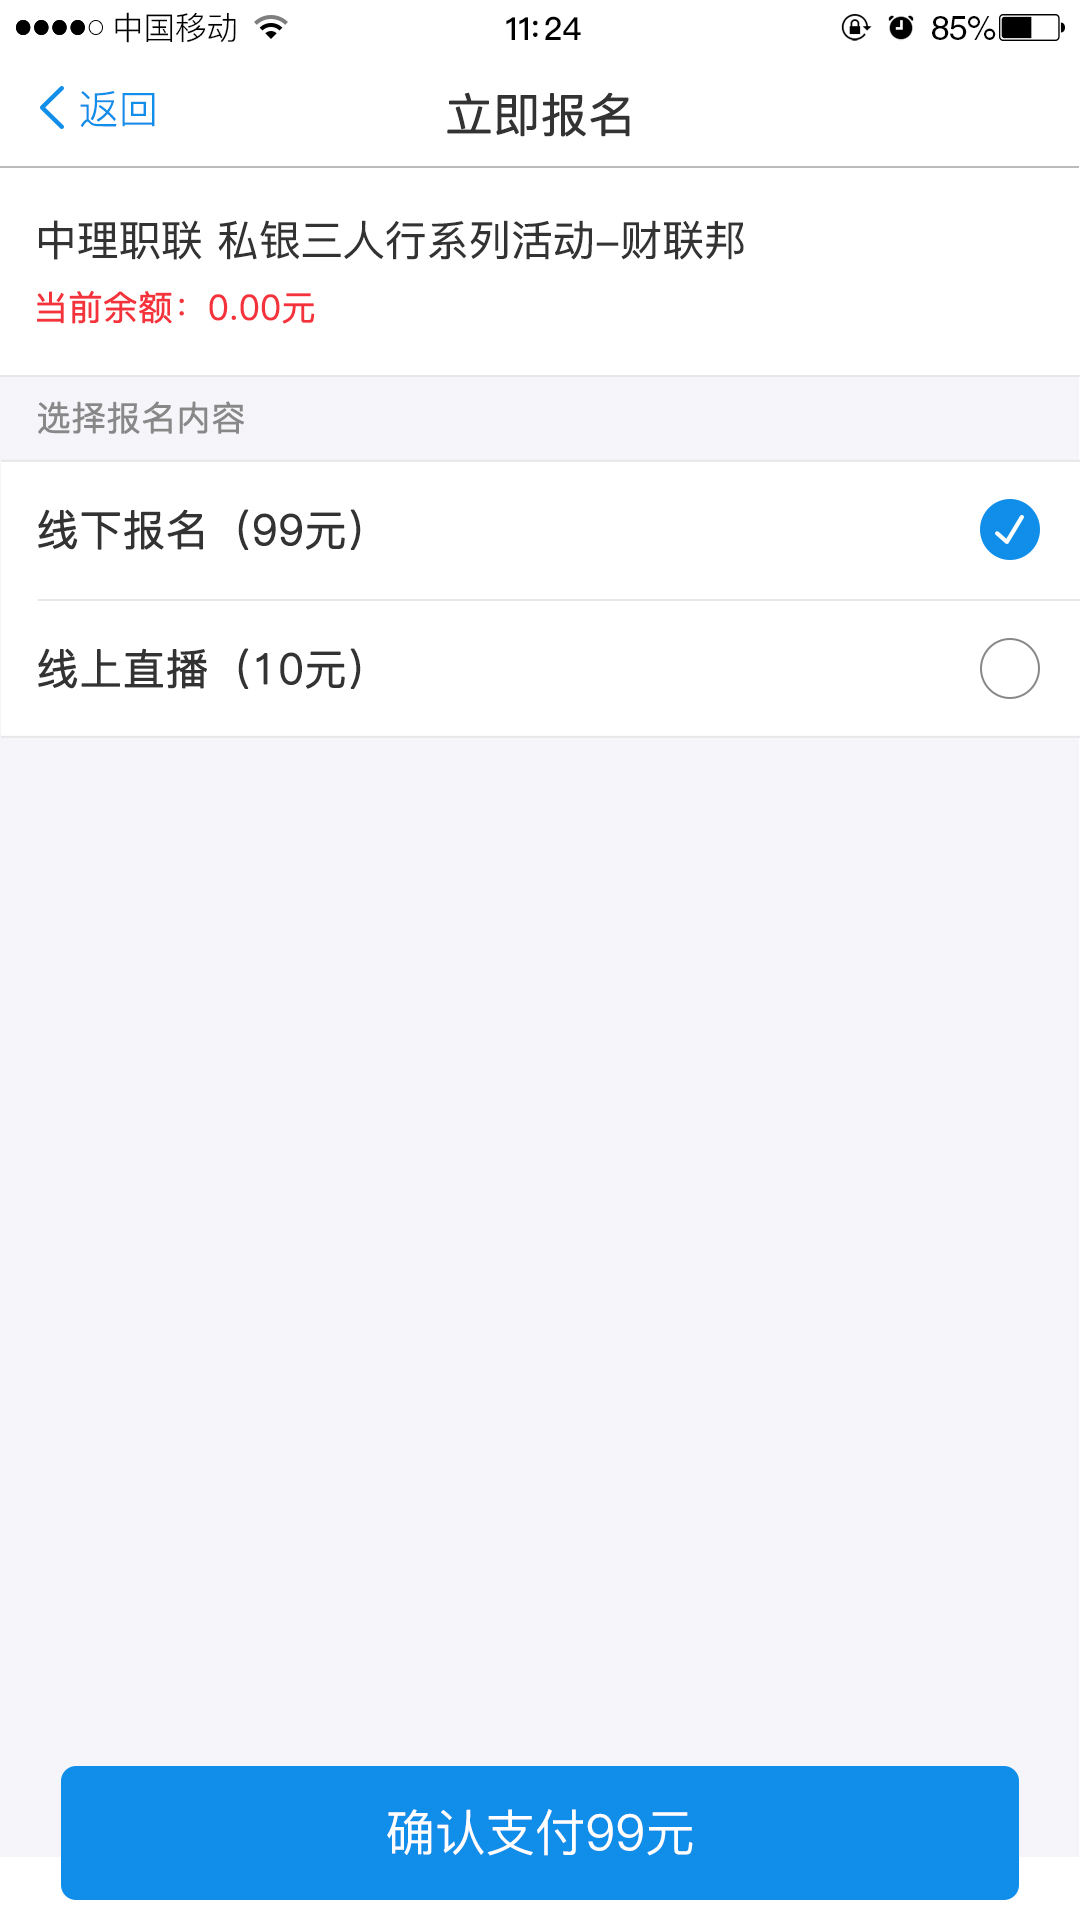 中国移动 11:24 85%
返回 立即报名
中理职联 私银三人行系列活动-财联邦
当前余额：0.00元
选择报名内容
线下报名（99元）
线上直播（10元）
确认支付99元